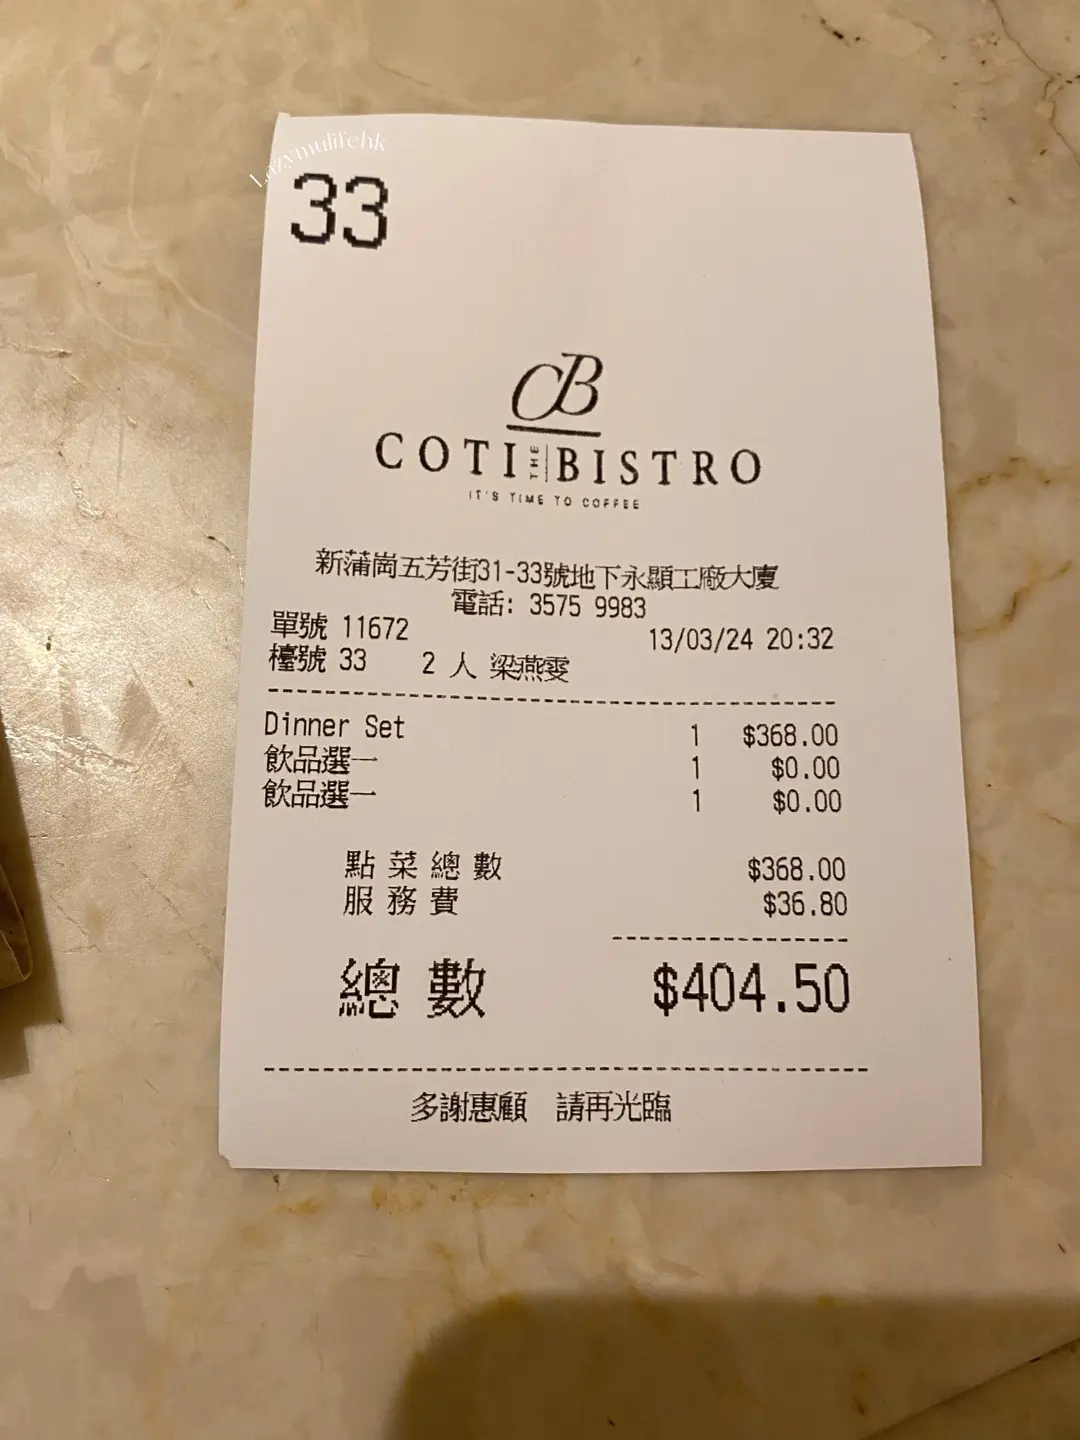 Lazymulifehk
33
CB
COTI THE BISTRO
IT'S TIME TO COFFEE
新蒲崗五芳街31-33號地下永顯工廠大廈
電話: 3575 9983
單號 11672 13/03/24 20:32
檯號 33 2 人 梁燕雯
Dinner Set 1 $368.00
飲品選一 1 $0.00
飲品選一 1 $0.00
點菜總數 $368.00
服務費 $36.80
總數 $404.50
多謝惠顧 請再光臨